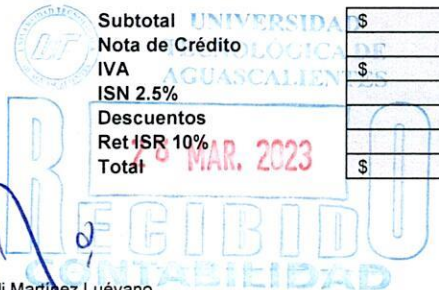 Subtotal $
UNIVERSIDAD
Nota de Crédito
TECNOLÓGICA DE
IVA $
AGUASCALIENTES
ISN 2.5%
Descuentos
Ret ISR 10%
28 MAR. 2023
Total $
RECIBIDO
CONTABILIDAD
Martínez Luévano